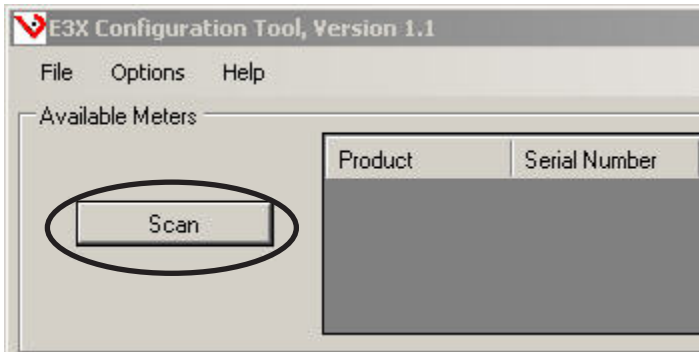 E3X Configuration Tool, Version 1.1
File Options Help
Available Meters
Product Serial Number
Scan